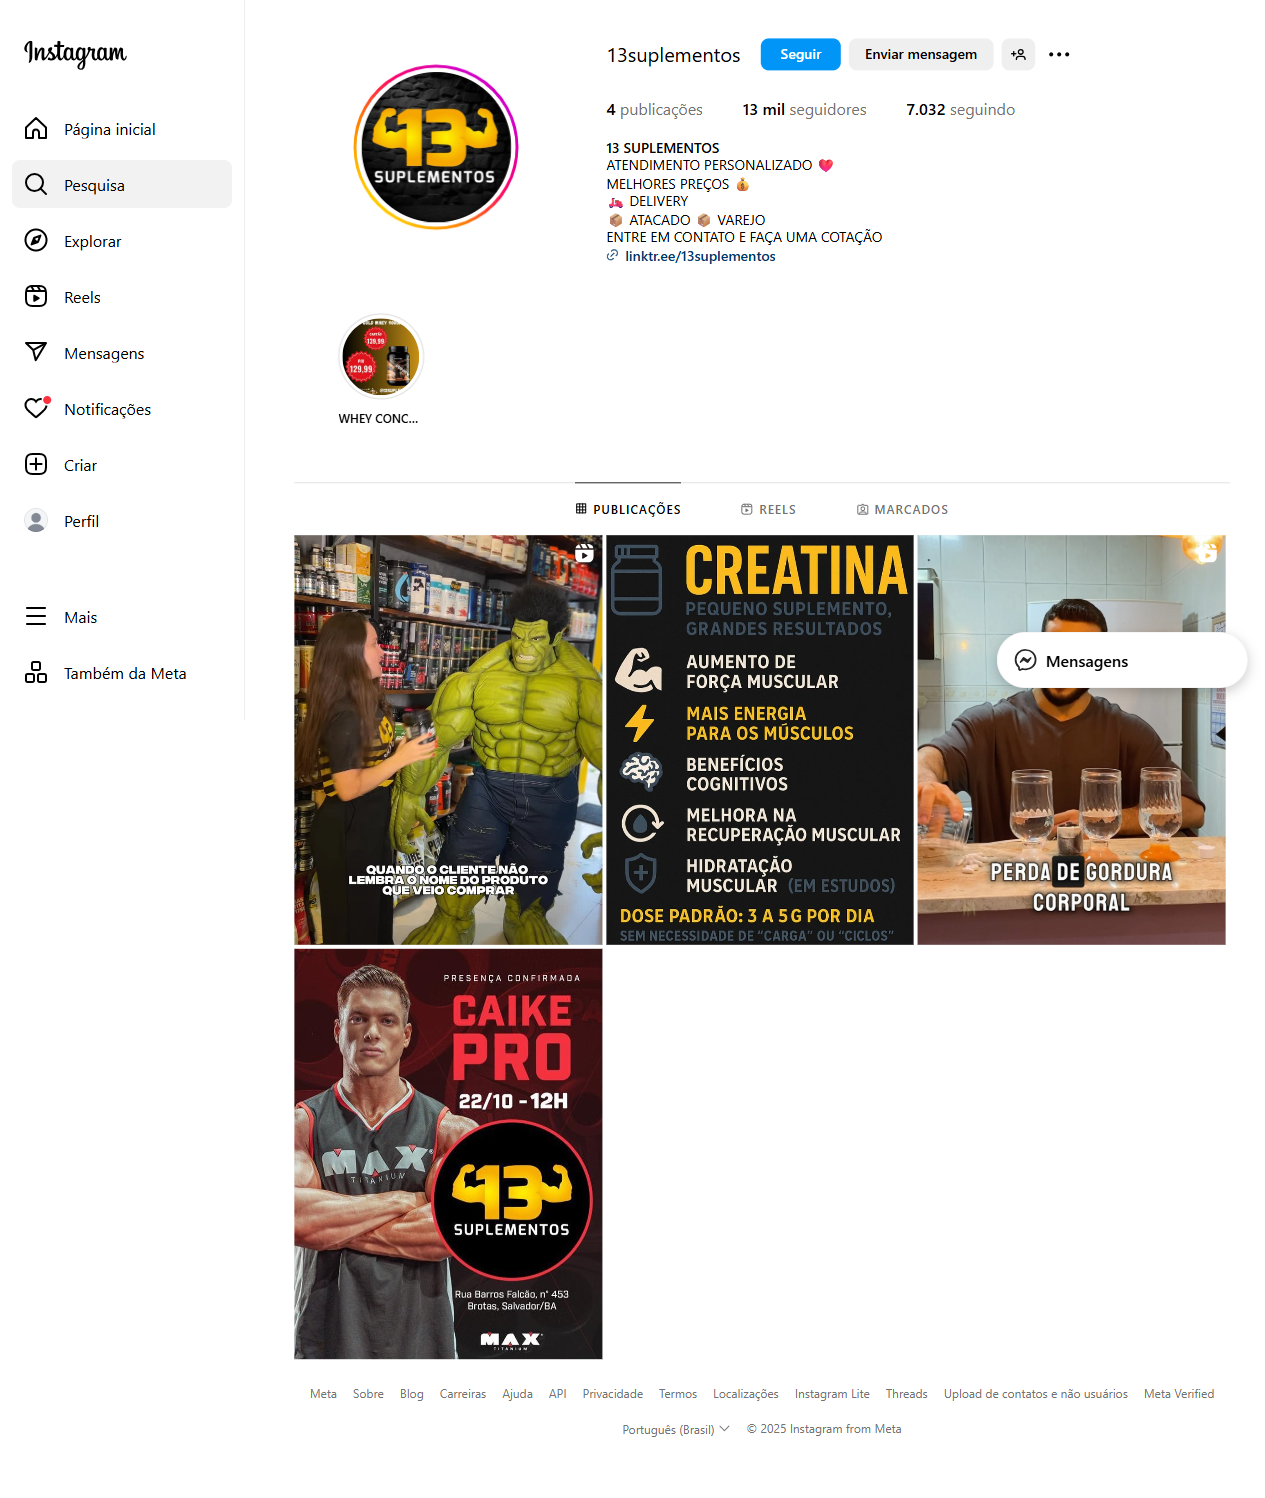 Instagram
Página inicial
Pesquisa
Explorar
Reels
Mensagens
Notificações
Criar
Perfil
Mais
Também da Meta
13suplementos
Seguir
Enviar mensagem
4 publicações
13 mil seguidores
7.032 seguindo
13 SUPLEMENTOS
ATENDIMENTO PERSONALIZADO ❤️
MELHORES PREÇOS 💰
🛵 DELIVERY
📦 ATACADO 📦 VAREJO
ENTRE EM CONTATO E FAÇA UMA COTAÇÃO
linktr.ee/13suplementos
13
SUPLEMENTOS
139,99
PIX
129,99
WHEY CONC...
PUBLICAÇÕES
REELS
MARCADOS
QUANDO O CLIENTE NÃO
LEMBRA O NOME DO PRODUTO
QUE VEIO COMPRAR
CREATINA
PEQUENO SUPLEMENTO,
GRANDES RESULTADOS
AUMENTO DE
FORÇA MUSCULAR
MAIS ENERGIA
PARA OS MÚSCULOS
BENEFÍCIOS
COGNITIVOS
MELHORA NA
RECUPERAÇÃO MUSCULAR
HIDRATAÇÃO
MUSCULAR (EM ESTUDOS)
DOSE PADRÃO: 3 A 5 G POR DIA
SEM NECESSIDADE DE “CARGA” OU “CICLOS”
Mensagens
PERDA DE GORDURA
CORPORAL
PRESENÇA CONFIRMADA
CAIKE
PRO
22/10 - 12H
MAX
TITANIUM
13
SUPLEMENTOS
Rua Barros Falcão, n° 453
Brotas, Salvador/BA
MAX
TITANIUM
Meta
Sobre
Blog
Carreiras
Ajuda
API
Privacidade
Termos
Localizações
Instagram Lite
Threads
Upload de contatos e não usuários
Meta Verified
Português (Brasil)
© 2025 Instagram from Meta